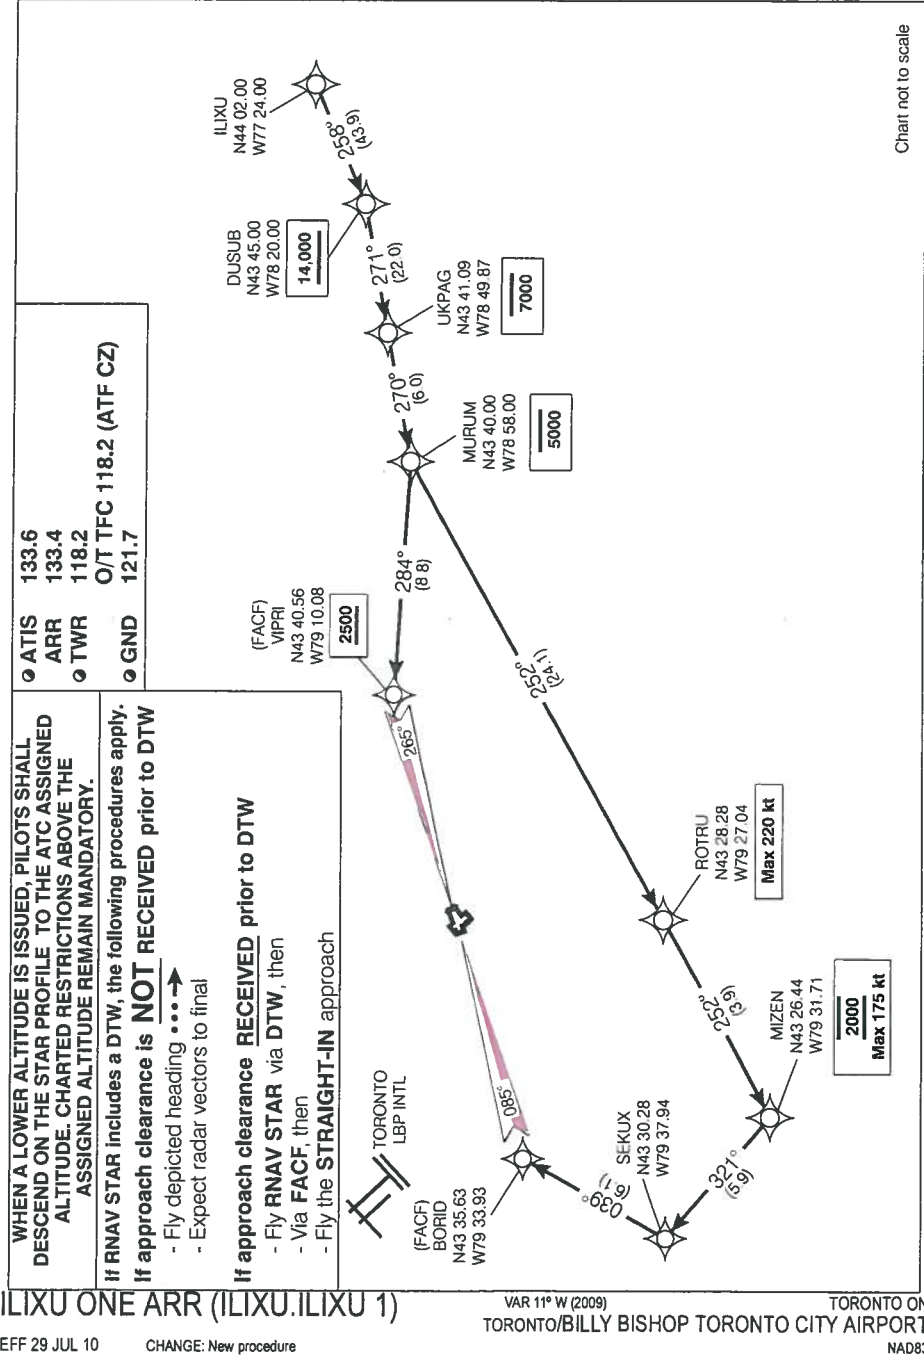 WHEN A LOWER ALTITUDE IS ISSUED, PILOTS SHALL
DESCEND ON THE STAR PROFILE TO THE ATC ASSIGNED
ALTITUDE. CHARTED RESTRICTIONS ABOVE THE
ASSIGNED ALTITUDE REMAIN MANDATORY.
If RNAV STAR includes a DTW, the following procedures apply.
If approach clearance is NOT RECEIVED prior to DTW
- Fly depicted heading
- Expect radar vectors to final
If approach clearance RECEIVED prior to DTW
- Fly RNAV STAR via DTW, then
- Via FACF, then
- Fly the STRAIGHT-IN approach
ATIS 133.6
ARR 133.4
TWR 118.2
O/T TFC 118.2 (ATF CZ)
GND 121.7
ILIXU
N44 02.00
W77 24.00
258°
(43.9)
DUSUB
N43 45.00
W78 20.00
14,000
271°
(22.0)
UKPAG
N43 41.09
W78 49.87
7000
270°
(6.0)
MURUM
N43 40.00
W78 58.00
5000
284°
(8 8)
(FACF)
VIPRI
N43 40.56
W79 10.08
2500
265°
252°
(24.1)
ROTRU
N43 28.28
W79 27.04
Max 220 kt
252°
(3.9)
MIZEN
N43 26.44
W79 31.71
2000
Max 175 kt
321°
(5.9)
SEKUX
N43 30.28
W79 37.94
039°
(6.1)
(FACF)
BORID
N43 35.63
W79 33.93
085°
TORONTO
LBP INTL
Chart not to scale
ILIXU ONE ARR (ILIXU.ILIXU 1)
VAR 11° W (2009)
TORONTO ON
TORONTO/BILLY BISHOP TORONTO CITY AIRPORT
EFF 29 JUL 10
CHANGE: New procedure
NAD83